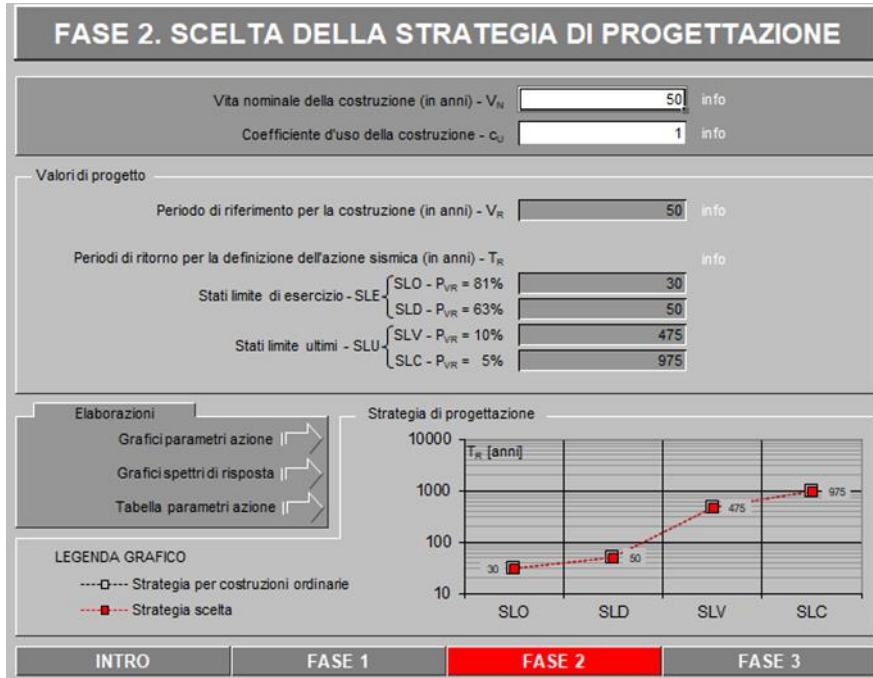 FASE 2. SCELTA DELLA STRATEGIA DI PROGETTAZIONE
Vita nominale della costruzione (in anni) - VN 50 info
Coefficiente d'uso della costruzione - cU 1 info
Valori di progetto
Periodo di riferimento per la costruzione (in anni) - VR 50 info
Periodi di ritorno per la definizione dell'azione sismica (in anni) - TR info
Stati limite di esercizio - SLE
SLO - PVR = 81% 30
SLD - PVR = 63% 50
Stati limite ultimi - SLU
SLV - PVR = 10% 475
SLC - PVR = 5% 975
Elaborazioni
Grafici parametri azione
Grafici spettri di risposta
Tabella parametri azione
LEGENDA GRAFICO
Strategia per costruzioni ordinarie
Strategia scelta
Strategia di progettazione
TR [anni]
10000
1000
100
10
30
50
475
975
SLO SLD SLV SLC
INTRO FASE 1 FASE 2 FASE 3